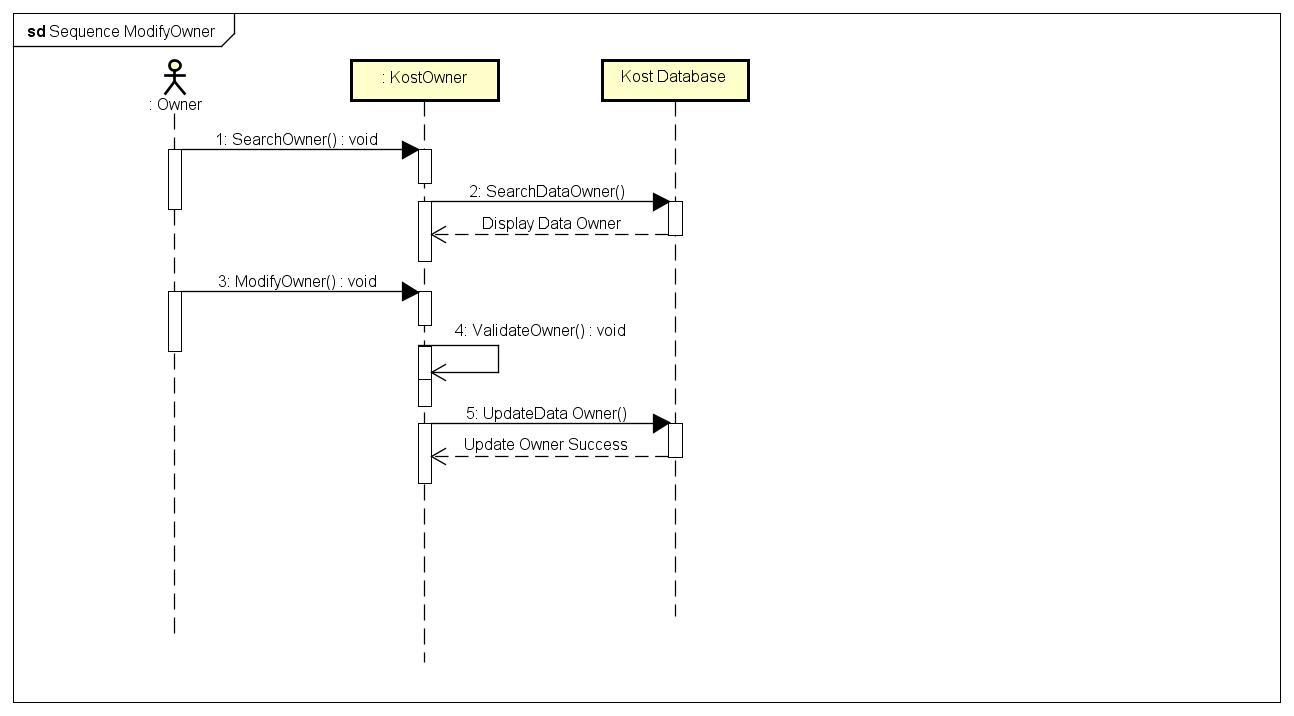 sd Sequence ModifyOwner
: Owner
: KostOwner
Kost Database
1: SearchOwner() : void
2: SearchDataOwner()
Display Data Owner
3: ModifyOwner() : void
4: ValidateOwner() : void
5: UpdateData Owner()
Update Owner Success